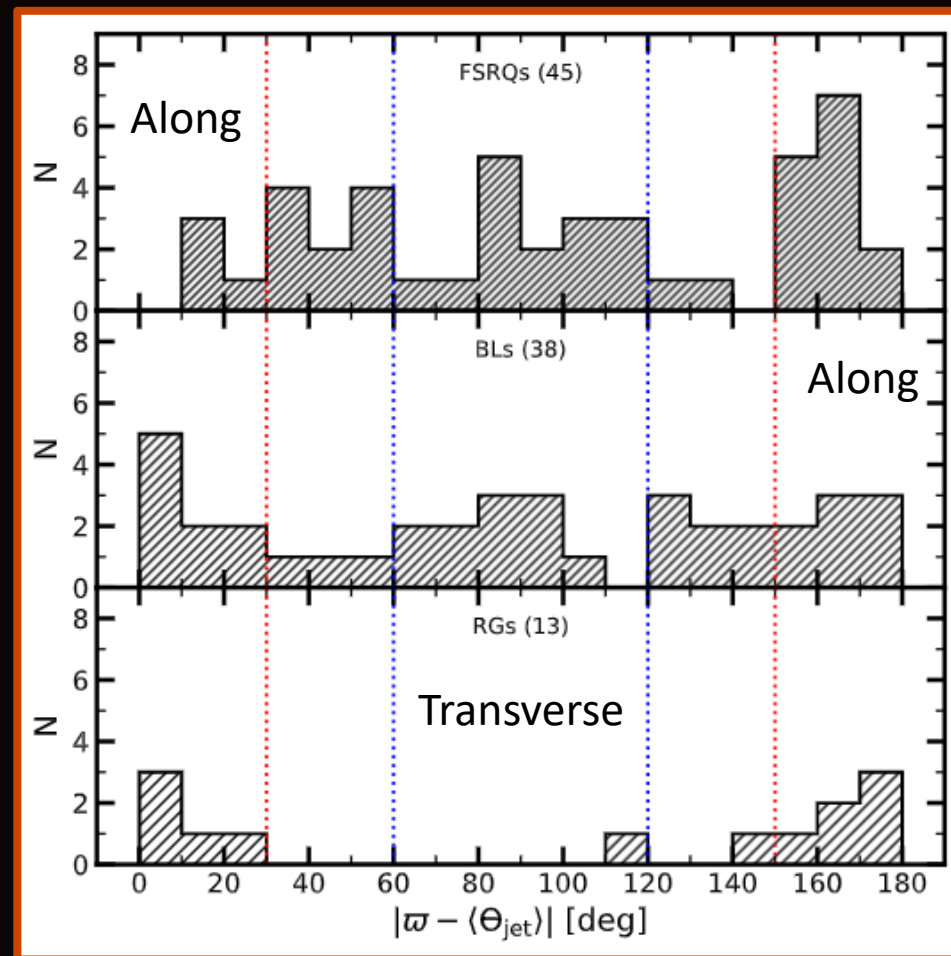 8
FSRQs (45)
Along
6
N
4
2
0
8
BLs (38)
Along
6
N
4
2
0
8
RGs (13)
6
Transverse
N
4
2
0
0 20 40 60 80 100 120 140 160 180
|ϖ − ⟨Θjet⟩| [deg]